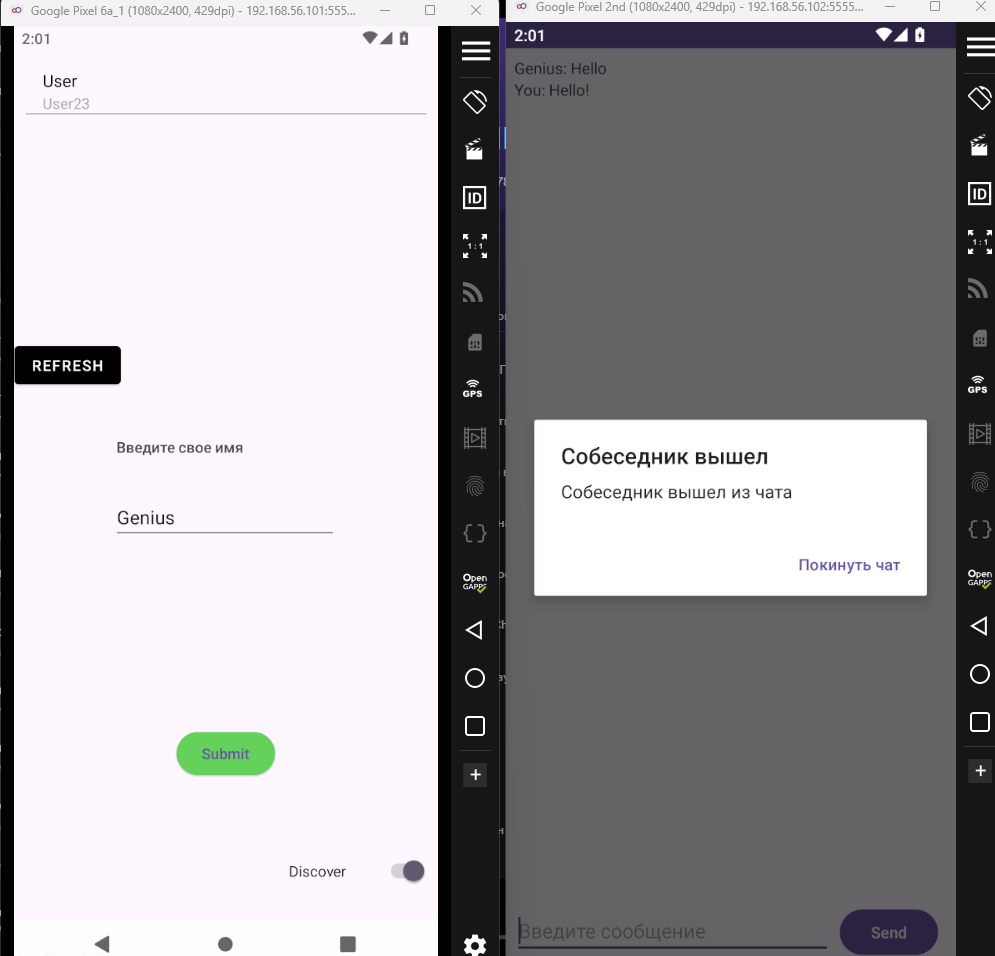 Google Pixel 6a_1 (1080x2400, 429dpi) - 192.168.56.101:555...
2:01
User
User23
REFRESH
Введите свое имя
Genius
Submit
Discover
ID
1:1
GPS
Open
GAPPS
Google Pixel 2nd (1080x2400, 429dpi) - 192.168.56.102:5555...
2:01
Genius: Hello
You: Hello!
Собеседник вышел
Собеседник вышел из чата
Покинуть чат
Введите сообщение
Send
ID
1:1
GPS
Open
GAPPS